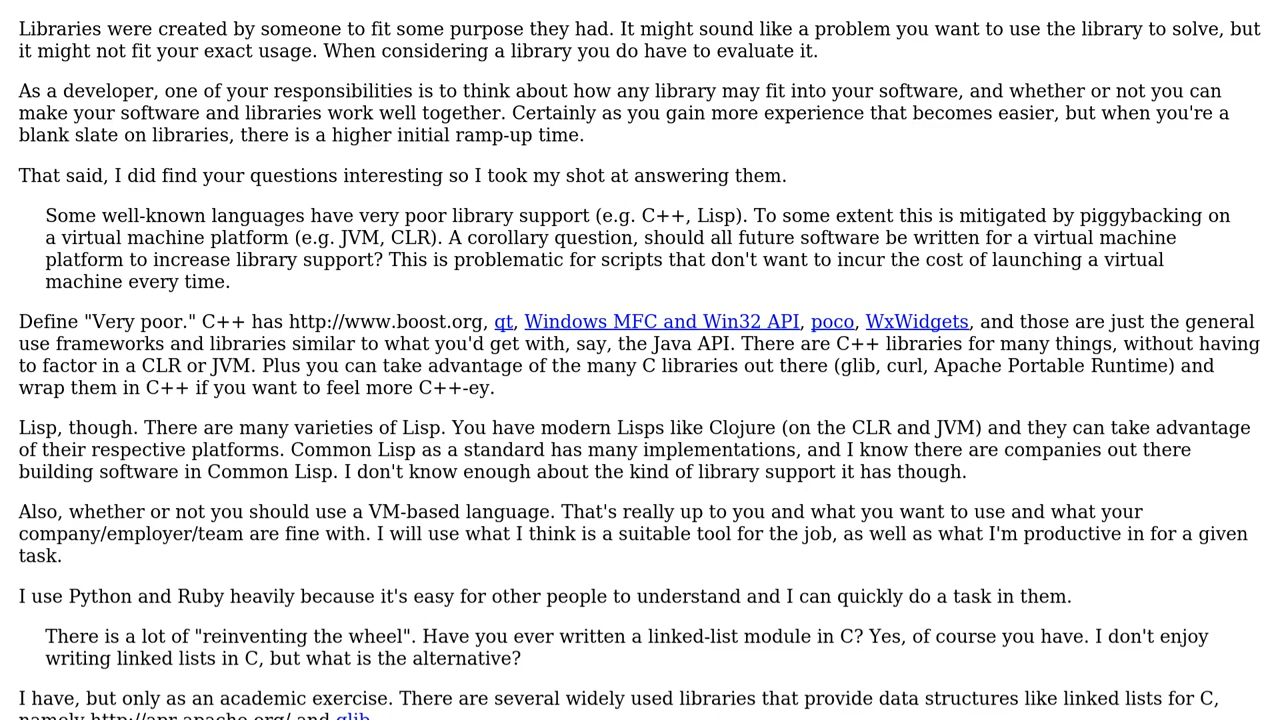 Libraries were created by someone to fit some purpose they had. It might sound like a problem you want to use the library to solve, but
it might not fit your exact usage. When considering a library you do have to evaluate it.
As a developer, one of your responsibilities is to think about how any library may fit into your software, and whether or not you can
make your software and libraries work well together. Certainly as you gain more experience that becomes easier, but when you're a
blank slate on libraries, there is a higher initial ramp-up time.
That said, I did find your questions interesting so I took my shot at answering them.
Some well-known languages have very poor library support (e.g. C++, Lisp). To some extent this is mitigated by piggybacking on
a virtual machine platform (e.g. JVM, CLR). A corollary question, should all future software be written for a virtual machine
platform to increase library support? This is problematic for scripts that don't want to incur the cost of launching a virtual
machine every time.
Define "Very poor." C++ has http://www.boost.org, qt, Windows MFC and Win32 API, poco, WxWidgets, and those are just the general
use frameworks and libraries similar to what you'd get with, say, the Java API. There are C++ libraries for many things, without having
to factor in a CLR or JVM. Plus you can take advantage of the many C libraries out there (glib, curl, Apache Portable Runtime) and
wrap them in C++ if you want to feel more C++-ey.
Lisp, though. There are many varieties of Lisp. You have modern Lisps like Clojure (on the CLR and JVM) and they can take advantage
of their respective platforms. Common Lisp as a standard has many implementations, and I know there are companies out there
building software in Common Lisp. I don't know enough about the kind of library support it has though.
Also, whether or not you should use a VM-based language. That's really up to you and what you want to use and what your
company/employer/team are fine with. I will use what I think is a suitable tool for the job, as well as what I'm productive in for a given
task.
I use Python and Ruby heavily because it's easy for other people to understand and I can quickly do a task in them.
There is a lot of "reinventing the wheel". Have you ever written a linked-list module in C? Yes, of course you have. I don't enjoy
writing linked lists in C, but what is the alternative?
I have, but only as an academic exercise. There are several widely used libraries that provide data structures like linked lists for C,
namely http://apr.apache.org/ and glib.